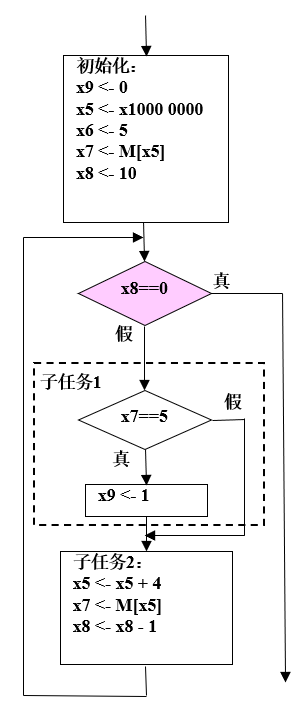 初始化:
x9 <- 0
x5 <- x1000 0000
x6 <- 5
x7 <- M[x5]
x8 <- 10
x8==0
真
假
子任务1
x7==5
假
真
x9 <- 1
子任务2:
x5 <- x5 + 4
x7 <- M[x5]
x8 <- x8 - 1